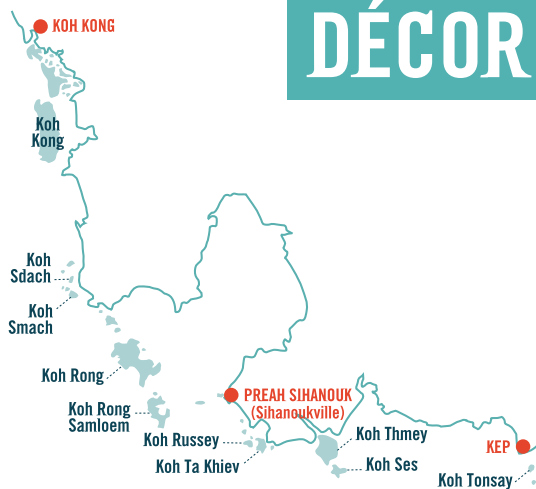 DÉCOR
KOH KONG
Koh
Kong
Koh
Sdach
Koh
Smach
Koh Rong
Koh Rong
Samloem
PREAH SIHANOUK
(Sihanoukville)
Koh Russey
Koh Ta Khiev
Koh Thmey
Koh Ses
KEP
Koh Tonsay